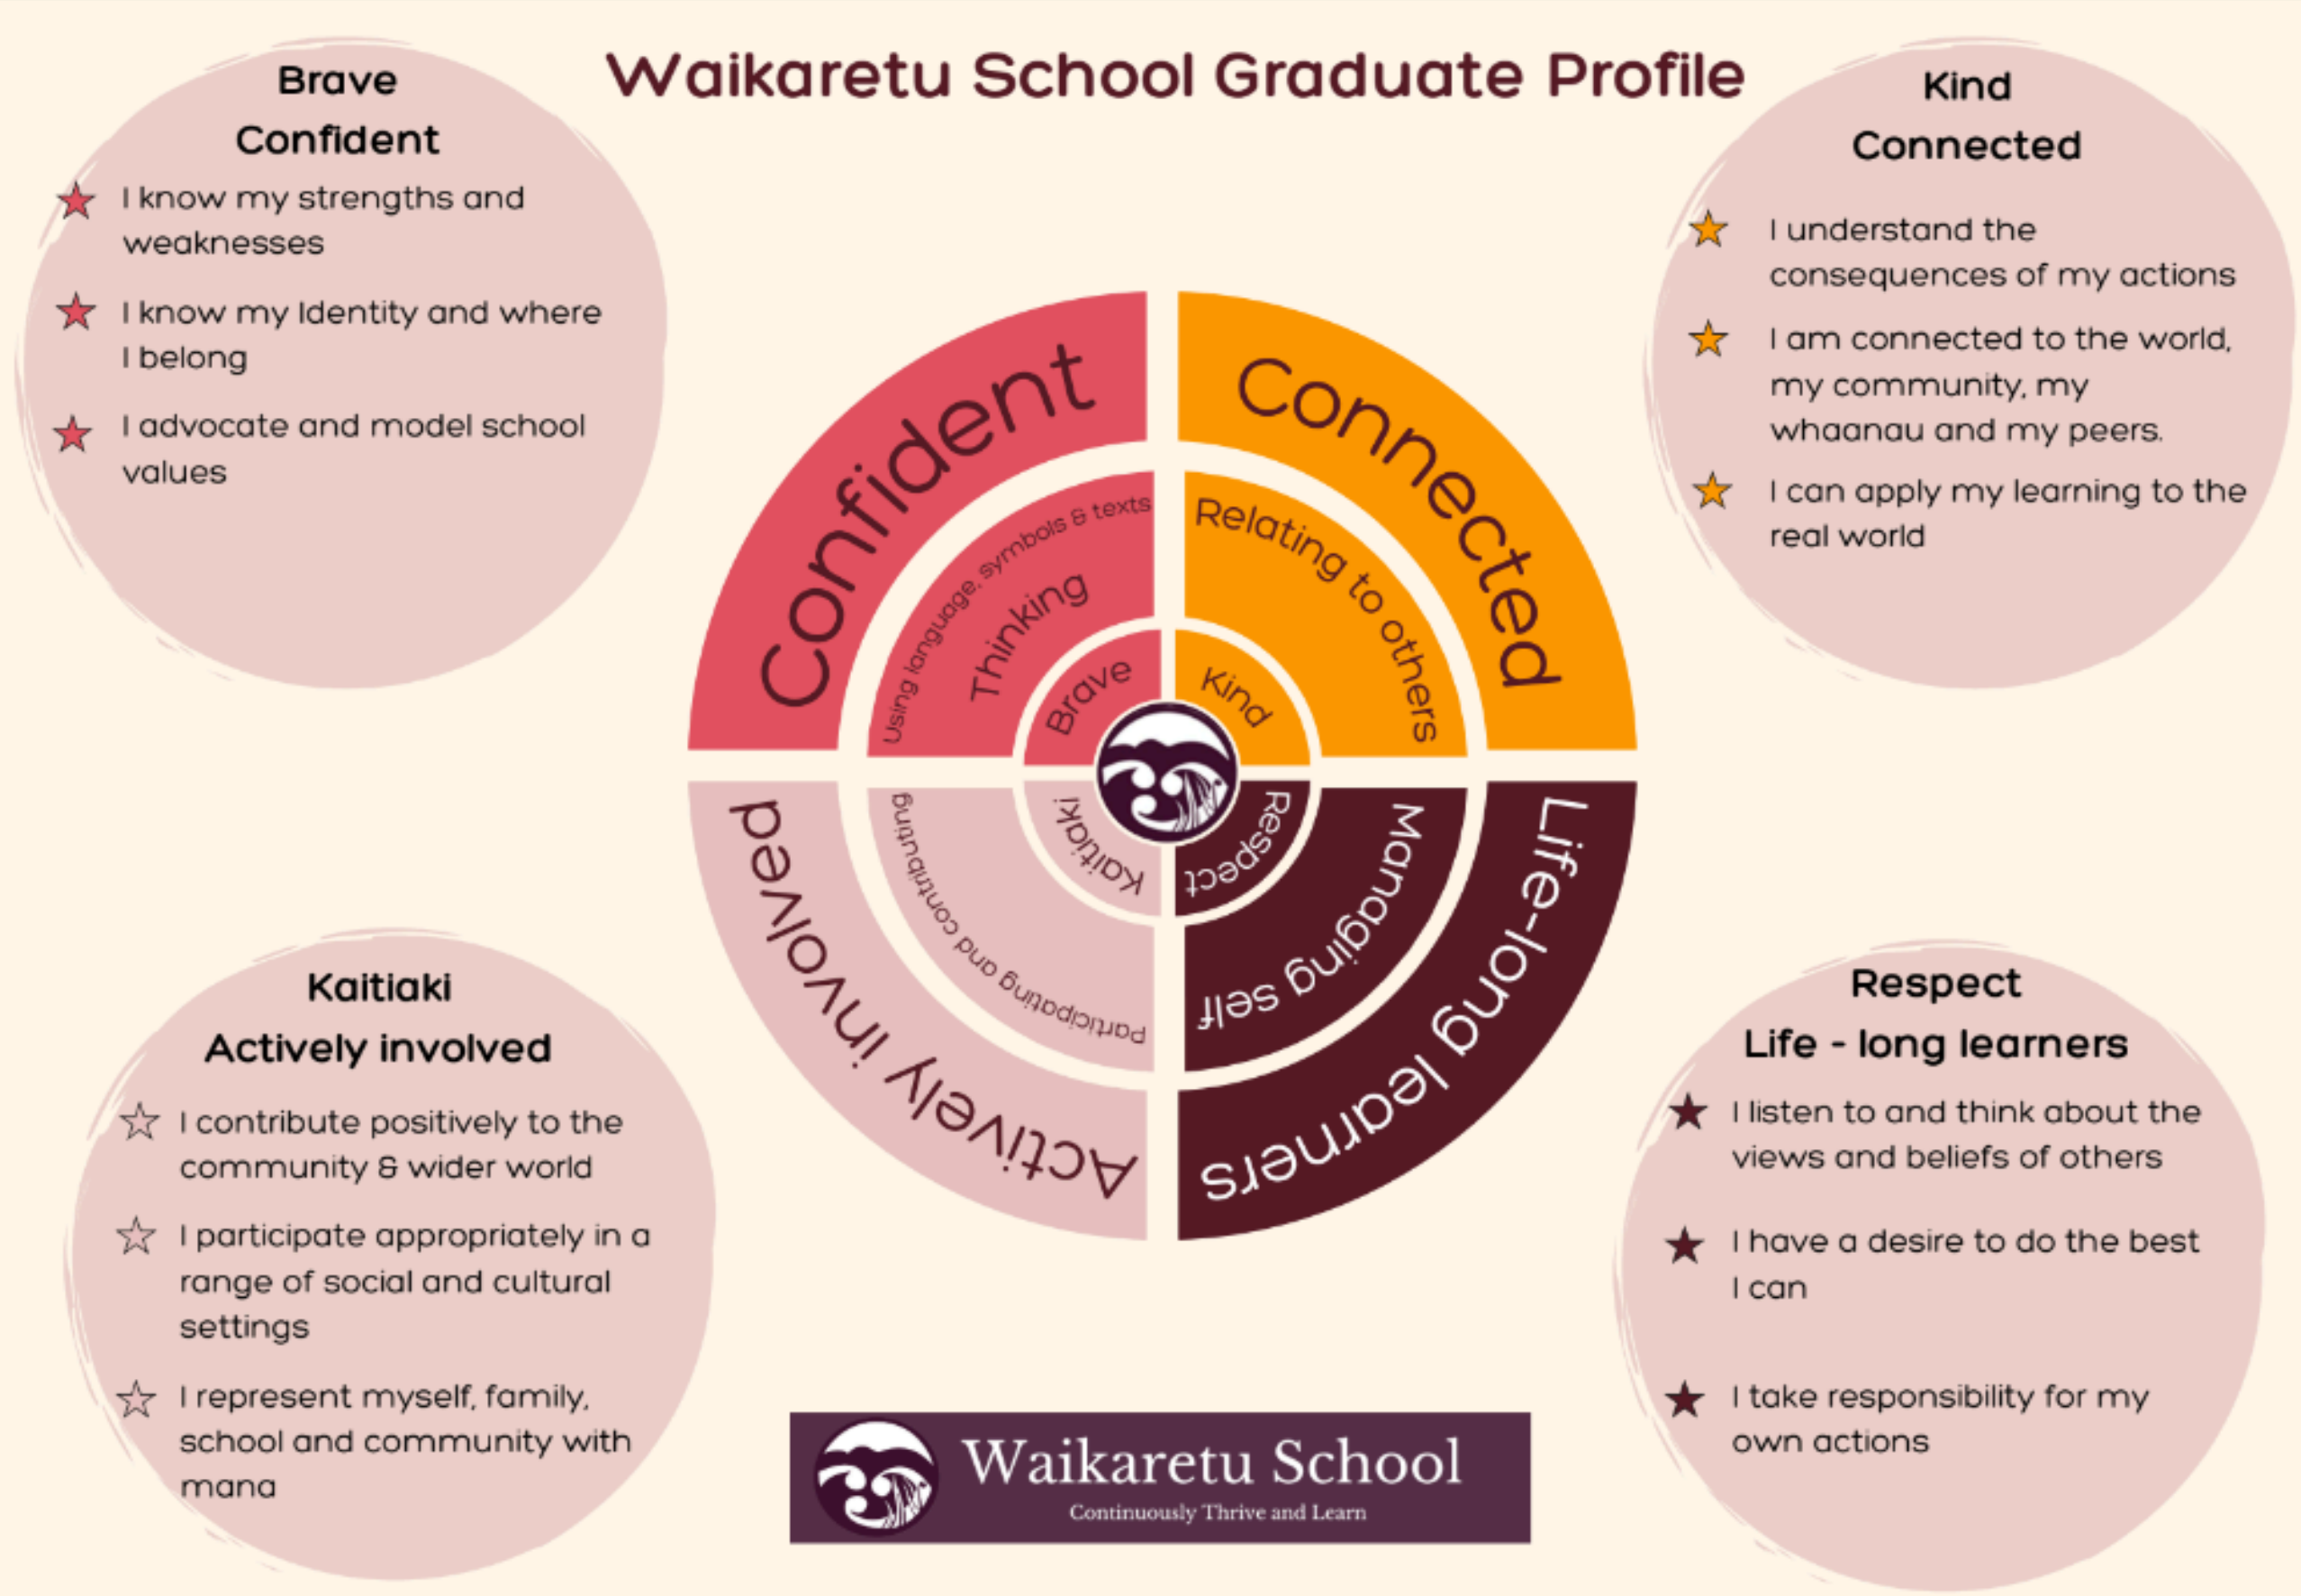 Waikaretu School Graduate Profile
Brave
Confident
I know my strengths and
weaknesses
I know my Identity and where
I belong
I advocate and model school
values
Kind
Connected
I understand the
consequences of my actions
I am connected to the world,
my community, my
whaanau and my peers.
I can apply my learning to the
real world
Confident
Using language, symbols & texts
Thinking
Brave
Connected
Relating to others
Kind
Actively involved
Participating and contributing
Kaitiaki
Life-long learners
Managing self
Respect
Kaitiaki
Actively involved
I contribute positively to the
community & wider world
I participate appropriately in a
range of social and cultural
settings
I represent myself, family,
school and community with
mana
Respect
Life - long learners
I listen to and think about the
views and beliefs of others
I have a desire to do the best
I can
I take responsibility for my
own actions
Waikaretu School
Continuously Thrive and Learn